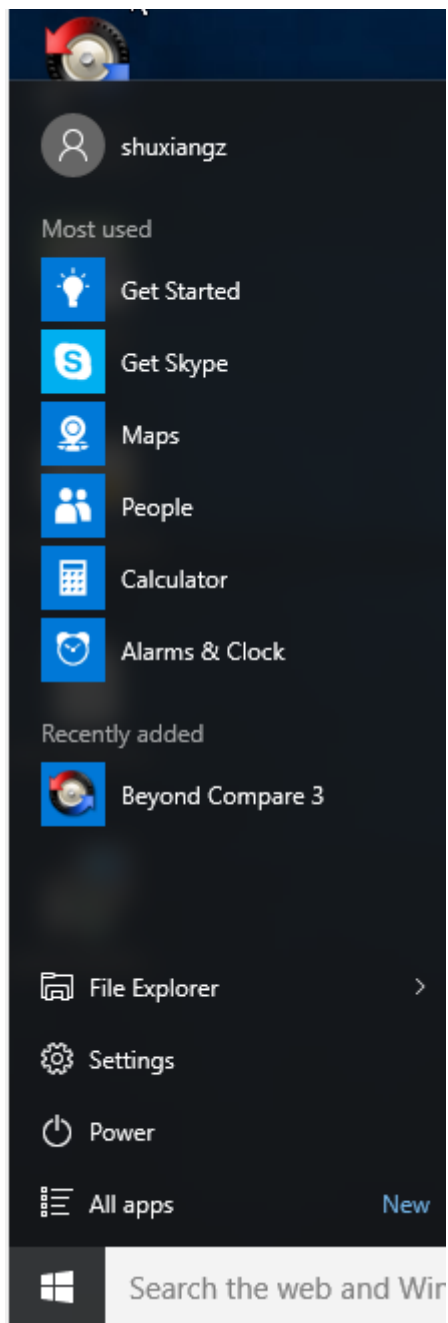 shuxiangz
Most used
Get Started
Get Skype
Maps
People
Calculator
Alarms & Clock
Recently added
Beyond Compare 3
File Explorer
Settings
Power
All apps New
Search the web and Win